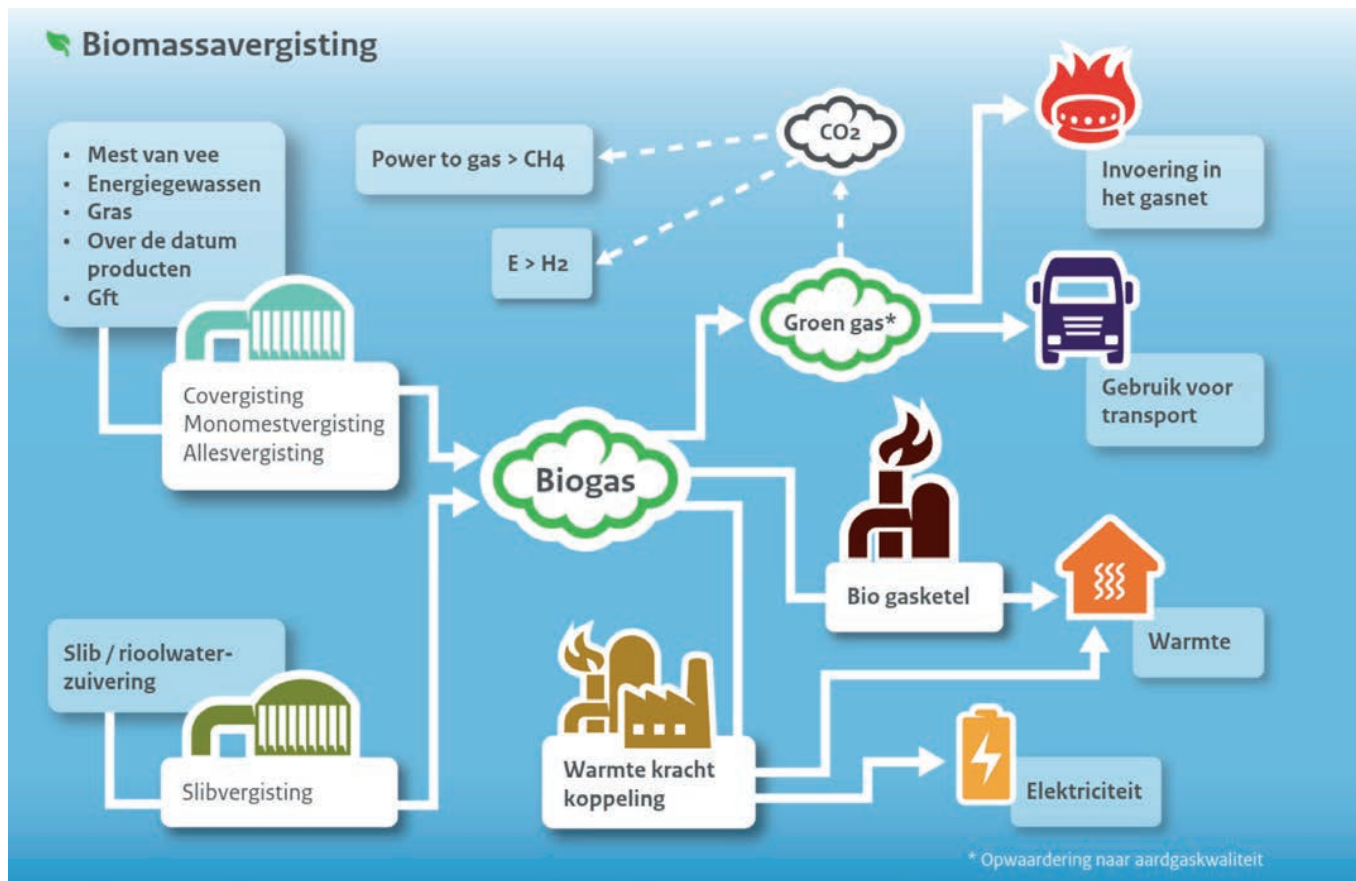 Biomassavergisting
• Mest van vee
• Energiegewassen
• Gras
• Over de datum
producten
• Gft
Covergisting
Monomestvergisting
Allesvergisting
Slib / rioolwater-
zuivering
Slibvergisting
Biogas
Power to gas > CH4
E > H2
CO2
Groen gas*
Invoering in
het gasnet
Gebruik voor
transport
Bio gasketel
Warmte
Warmte kracht
koppeling
Elektriciteit
* Opwaardering naar aardgaskwaliteit